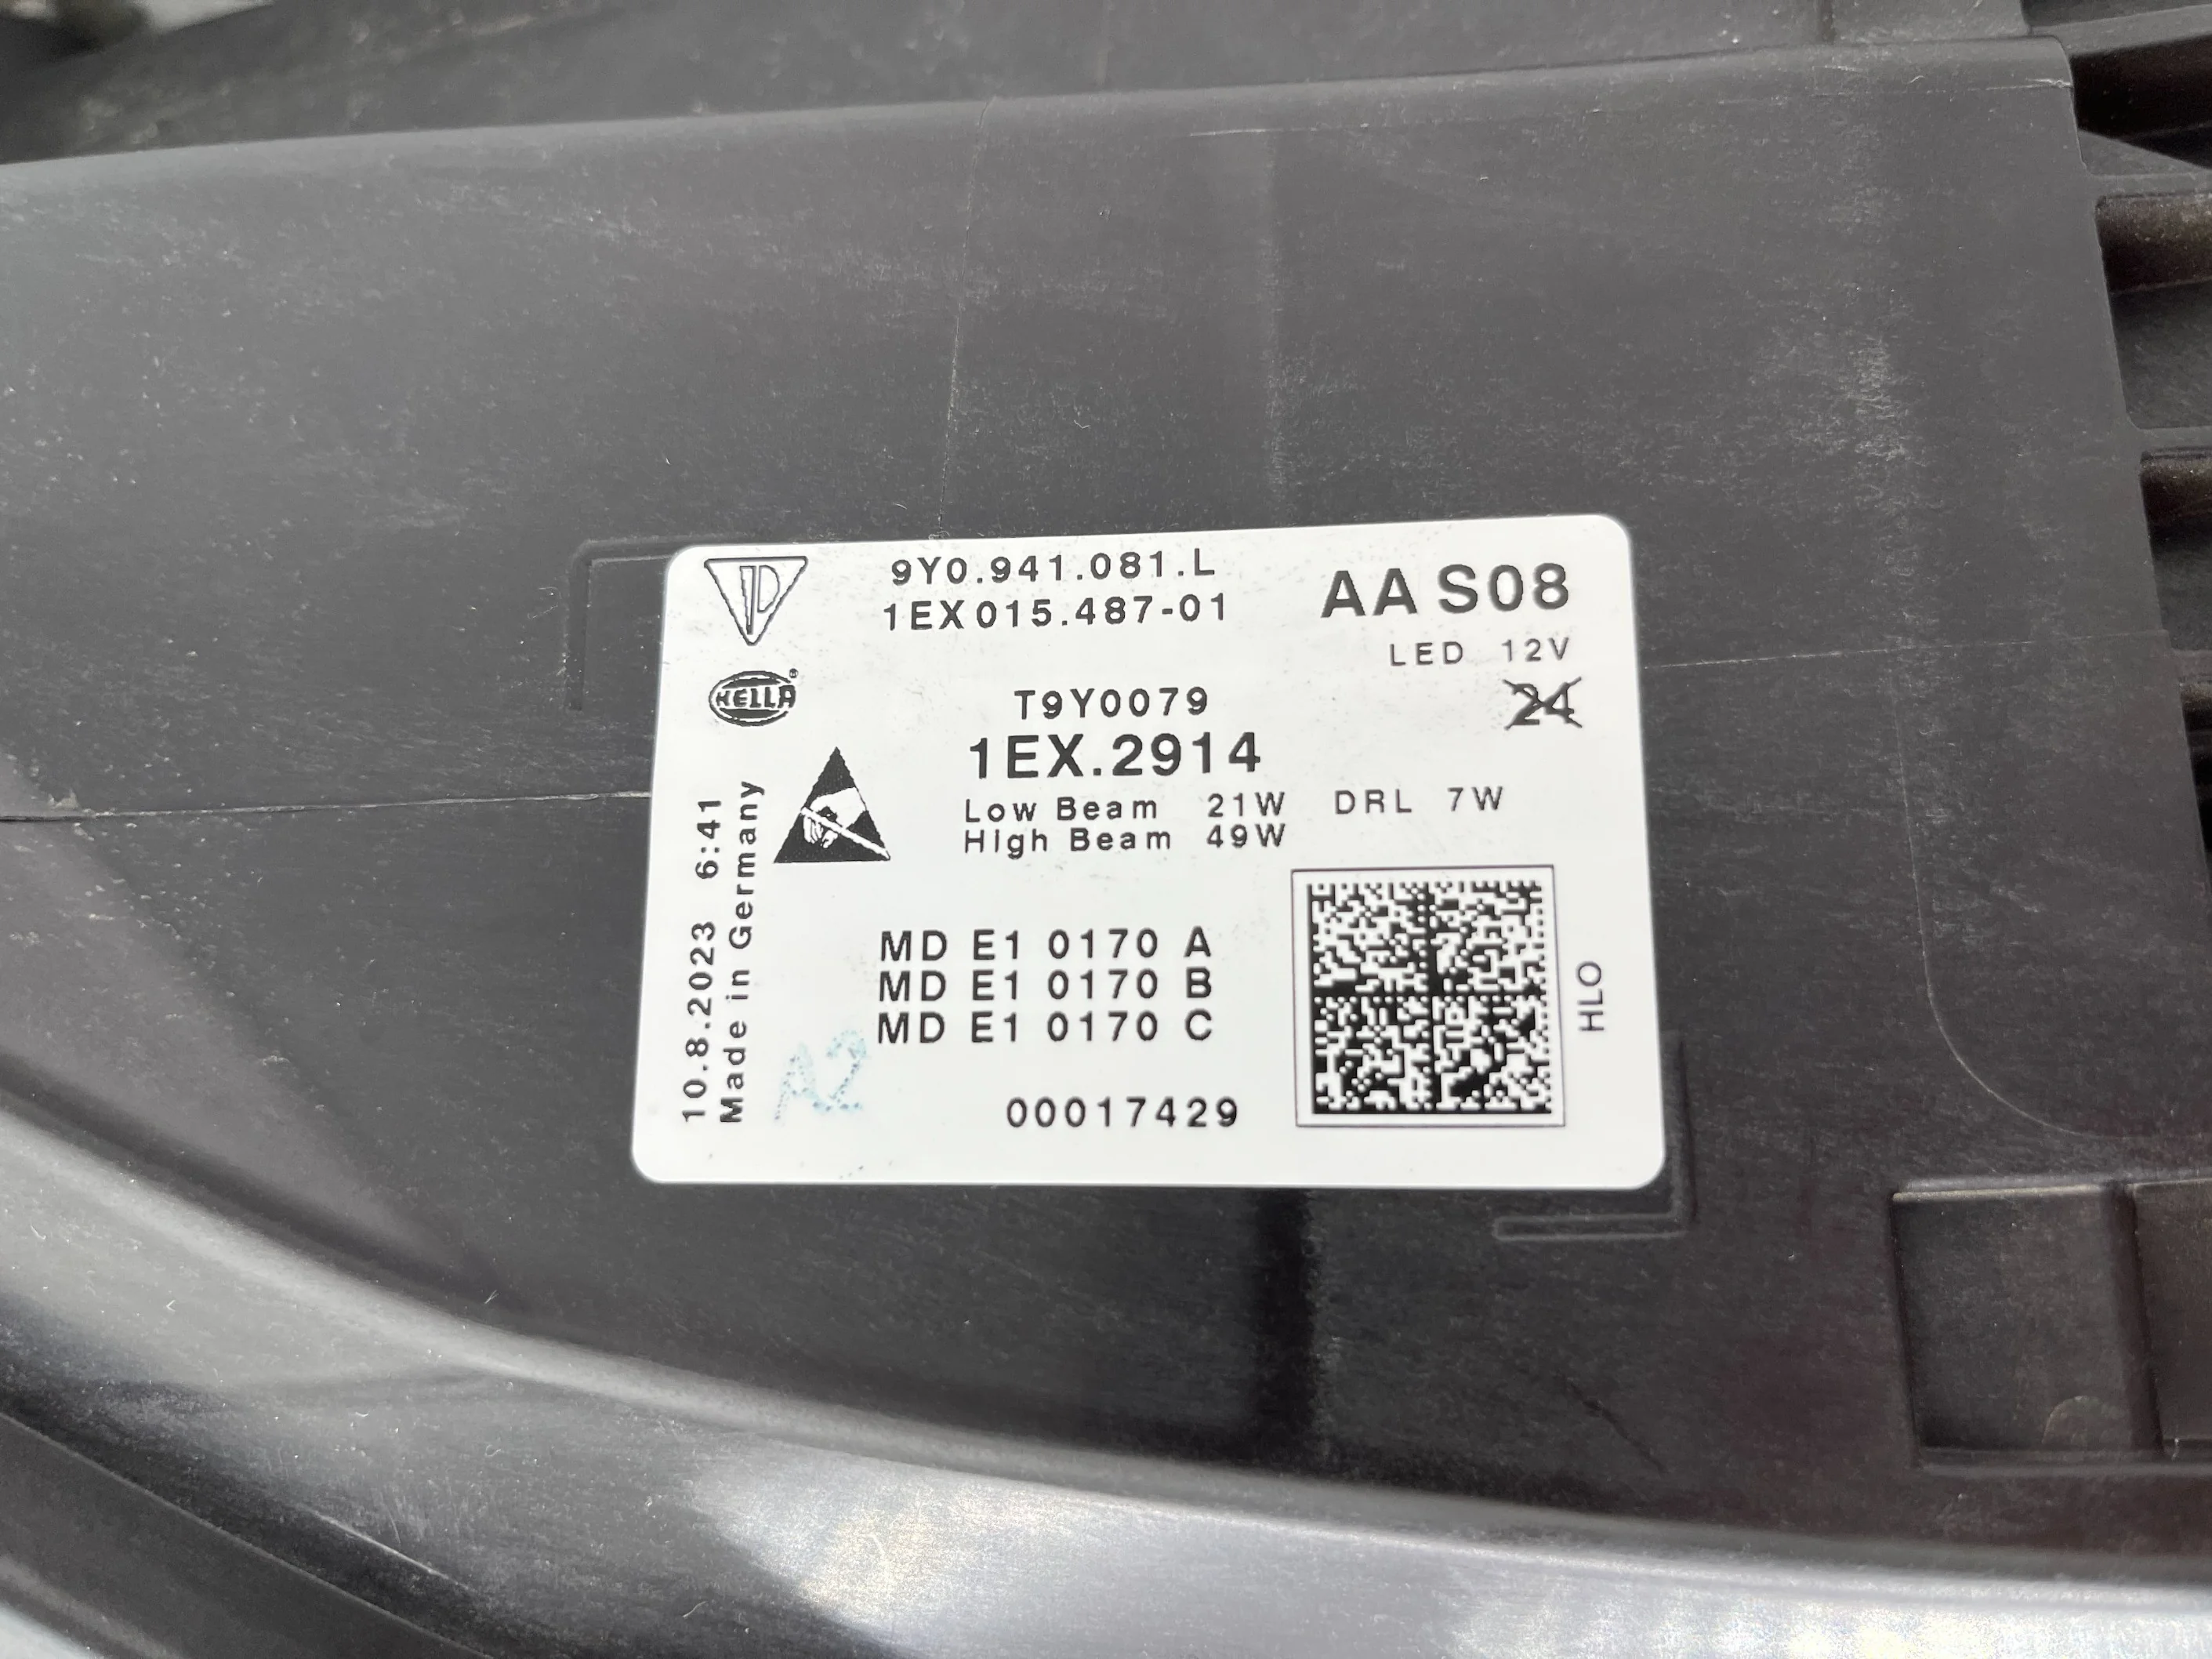 9Y0.941.081.L
1EX015.487-01
AA S08
LED 12V
24
HELLA
T9Y0079
1EX.2914
Low Beam 21W DRL 7W
High Beam 49W
10.8.2023 6:41
Made in Germany
MD E1 0170 A
MD E1 0170 B
MD E1 0170 C
A2
00017429
HLO